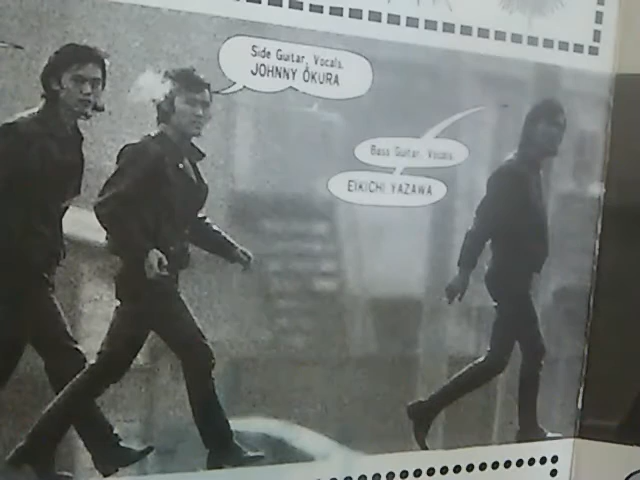 Side Guitar, Vocals.
JOHNNY ŌKURA
Bass Guitar, Vocals.
EIKICHI YAZAWA